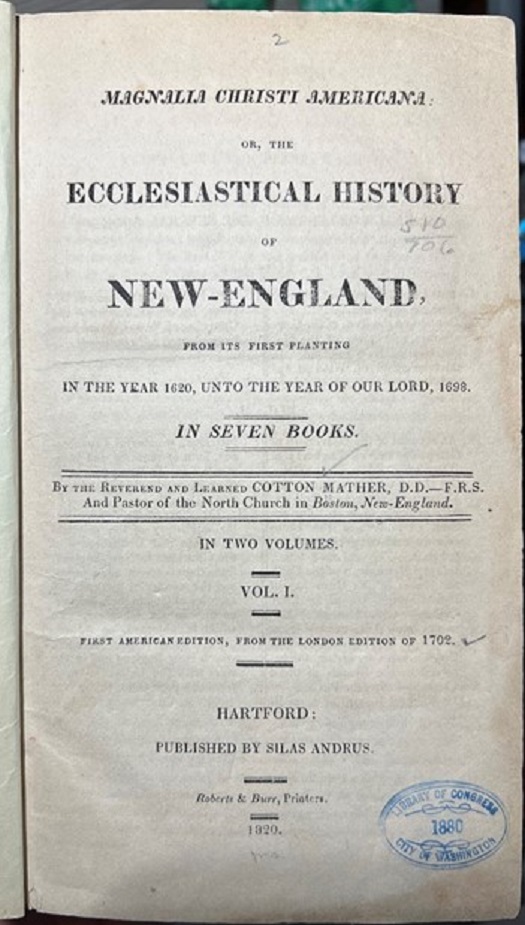 2
MAGNALIA CHRISTI AMERICANA:
OR, THE
ECCLESIASTICAL HISTORY
OF
NEW-ENGLAND,
FROM ITS FIRST PLANTING
IN THE YEAR 1620, UNTO THE YEAR OF OUR LORD, 1698.
IN SEVEN BOOKS.
BY THE REVEREND AND LEARNED COTTON MATHER, D.D.—F.R.S.
And Pastor of the North Church in Boston, New-England.
IN TWO VOLUMES.
VOL. I.
FIRST AMERICAN EDITION, FROM THE LONDON EDITION OF 1702.
HARTFORD:
PUBLISHED BY SILAS ANDRUS.
Roberts & Burr, Printers.
1820.
LIBRARY OF CONGRESS
1880
CITY OF WASHINGTON